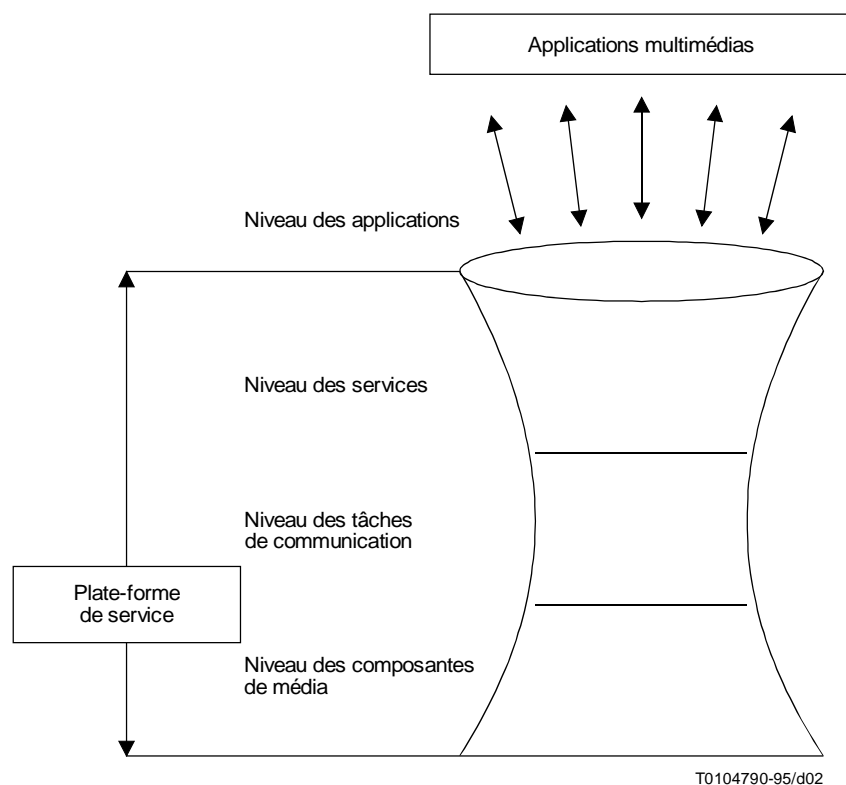 Applications multimédias
Niveau des applications
Niveau des services
Niveau des tâches
de communication
Plate-forme
de service
Niveau des composantes
de média
T0104790-95/d02